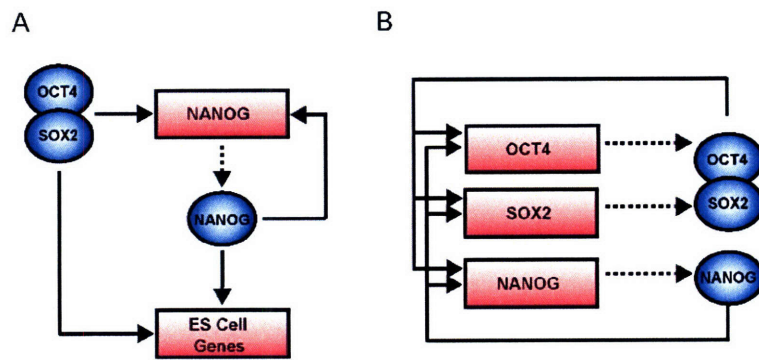 A
OCT4
SOX2
NANOG
NANOG
ES Cell
Genes
B
OCT4
SOX2
NANOG
OCT4
SOX2
NANOG